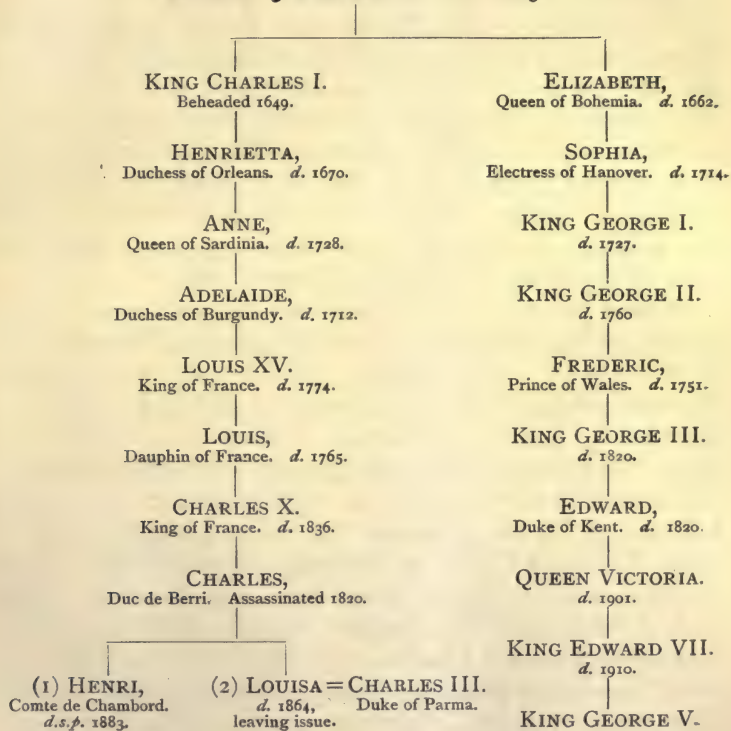 KING CHARLES I.
Beheaded 1649.
HENRIETTA,
Duchess of Orleans. d. 1670.
ANNE,
Queen of Sardinia. d. 1728.
ADELAIDE,
Duchess of Burgundy. d. 1712.
LOUIS XV.
King of France. d. 1774.
LOUIS,
Dauphin of France. d. 1765.
CHARLES X.
King of France. d. 1836.
CHARLES,
Duc de Berri. Assassinated 1820.
(1) HENRI,
Comte de Chambord.
d.s.p. 1883.
(2) LOUISA = CHARLES III.
d. 1864, Duke of Parma.
leaving issue.
ELIZABETH,
Queen of Bohemia. d. 1662.
SOPHIA,
Electress of Hanover. d. 1714.
KING GEORGE I.
d. 1727.
KING GEORGE II.
d. 1760
FREDERIC,
Prince of Wales. d. 1751.
KING GEORGE III.
d. 1820.
EDWARD,
Duke of Kent. d. 1820.
QUEEN VICTORIA.
d. 1901.
KING EDWARD VII.
d. 1910.
KING GEORGE V.